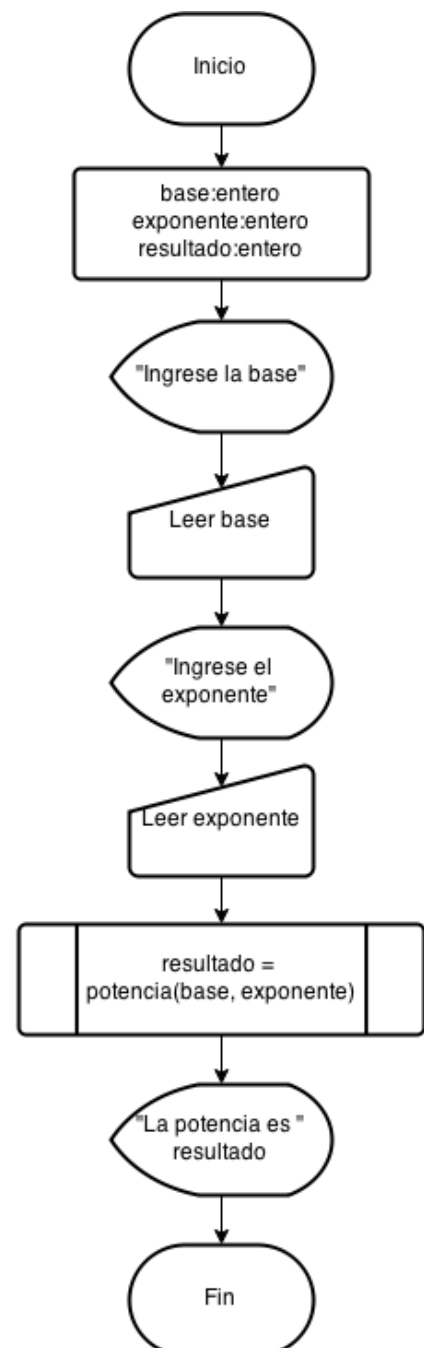 Inicio
base:entero
exponente:entero
resultado:entero
"Ingrese la base"
Leer base
"Ingrese el
exponente"
Leer exponente
resultado =
potencia(base, exponente)
"La potencia es "
resultado
Fin